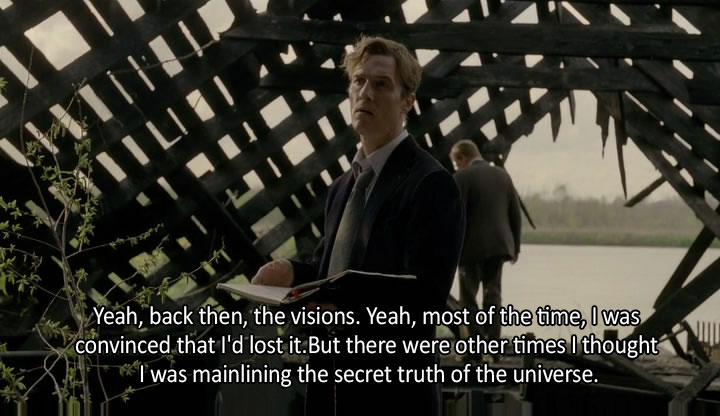 Yeah, back then, the visions. Yeah, most of the time, I was
convinced that I'd lost it.But there were other times I thought
I was mainlining the secret truth of the universe.